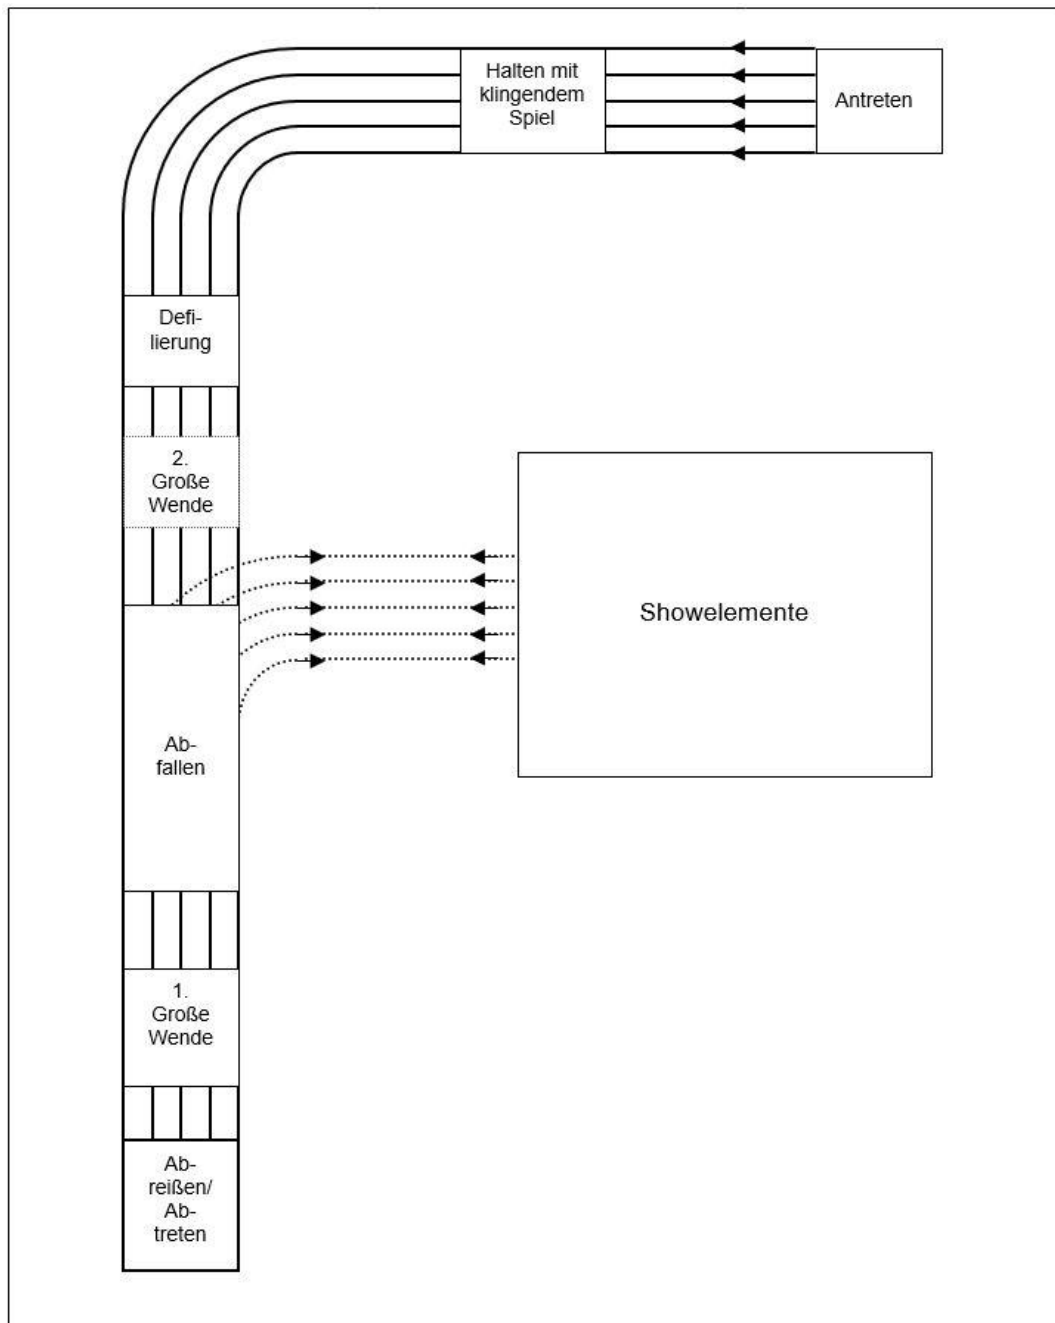 Halten mit
klingendem
Spiel
Antreten
Defi-
lierung
2.
Große
Wende
Showelemente
Ab-
fallen
1.
Große
Wende
Ab-
reißen/
Ab-
treten